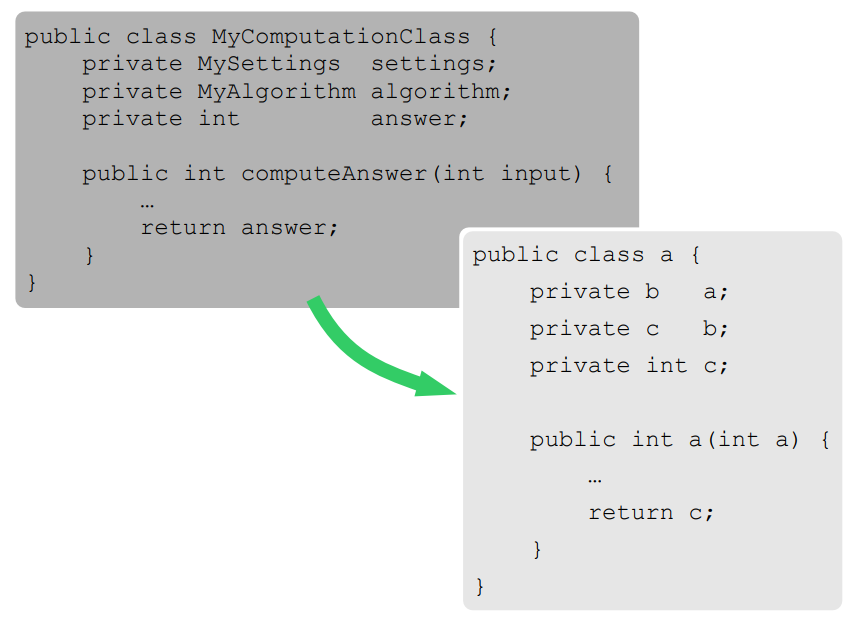 public class MyComputationClass {
    private MySettings  settings;
    private MyAlgorithm algorithm;
    private int         answer;
    public int computeAnswer(int input) {
        …
        return answer;
    }
}
public class a {
    private b   a;
    private c   b;
    private int c;
    public int a(int a) {
        …
        return c;
    }
}